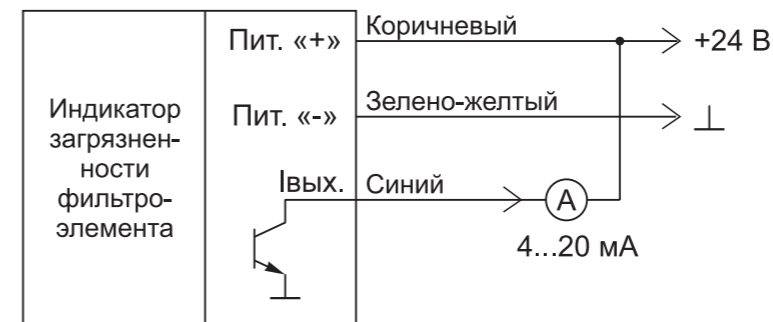 Индикатор
загрязнен-
ности
фильтро-
элемента
Пит. «+»
Коричневый
+24 В
Пит. «-»
Зелено-желтый
Iвых.
Синий
А
4...20 мА